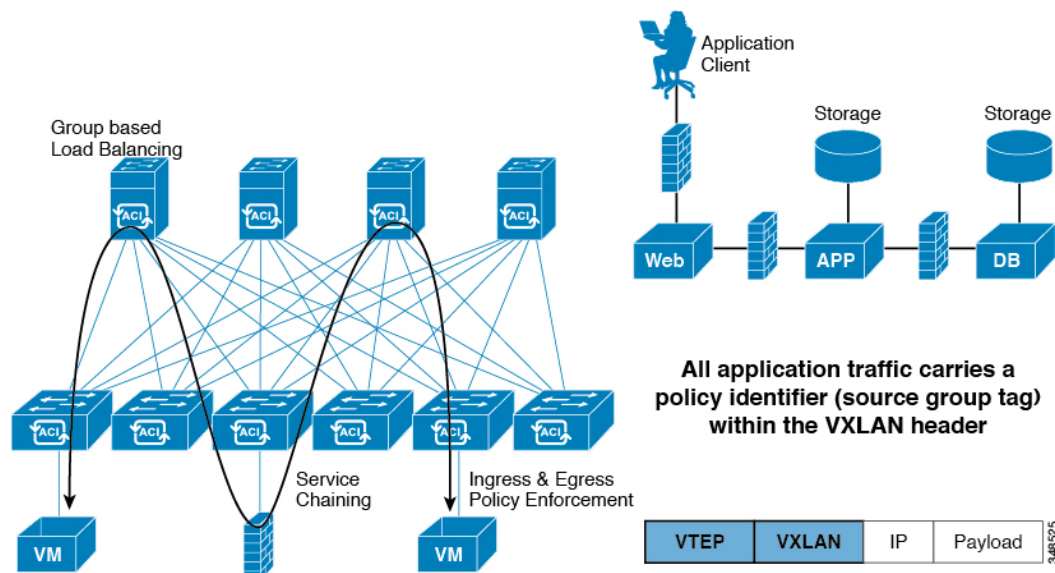 Group based
Load Balancing
ACI
ACI
ACI
ACI
ACI
ACI
ACI
ACI
ACI
ACI
Service
Chaining
Ingress & Egress
Policy Enforcement
VM
VM
Application
Client
Storage
Storage
Web
APP
DB
All application traffic carries a
policy identifier (source group tag)
within the VXLAN header
VTEP
VXLAN
IP
Payload
348525